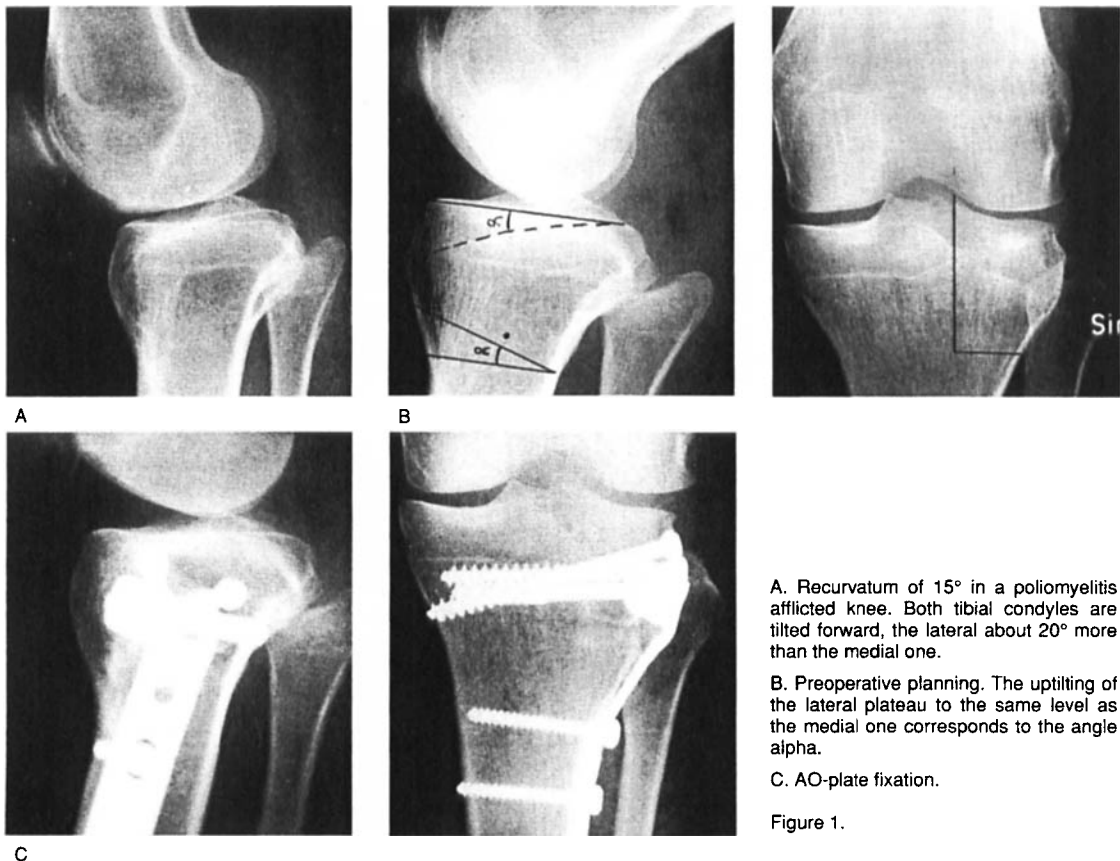 α
α
Sin
A
B
A. Recurvatum of 15° in a poliomyelitis
afflicted knee. Both tibial condyles are
tilted forward, the lateral about 20° more
than the medial one.
B. Preoperative planning. The uptilting of
the lateral plateau to the same level as
the medial one corresponds to the angle
alpha.
C. AO-plate fixation.
Figure 1.
C